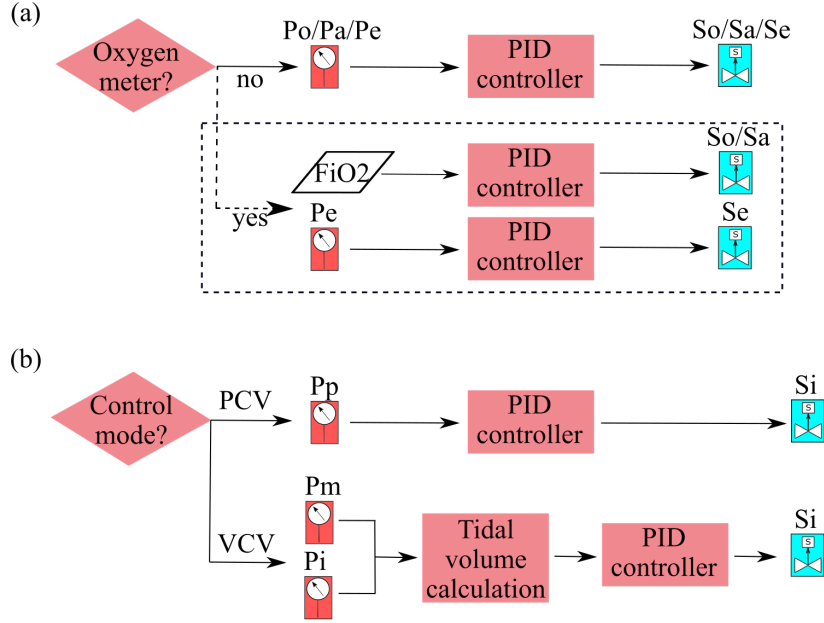 (a)
Oxygen
meter?
no
yes
Po/Pa/Pe
PID
controller
So/Sa/Se
S
FiO2
PID
controller
So/Sa
S
Pe
PID
controller
Se
S
(b)
Control
mode?
PCV
VCV
Pp
PID
controller
Si
S
Pm
Pi
Tidal
volume
calculation
PID
controller
Si
S